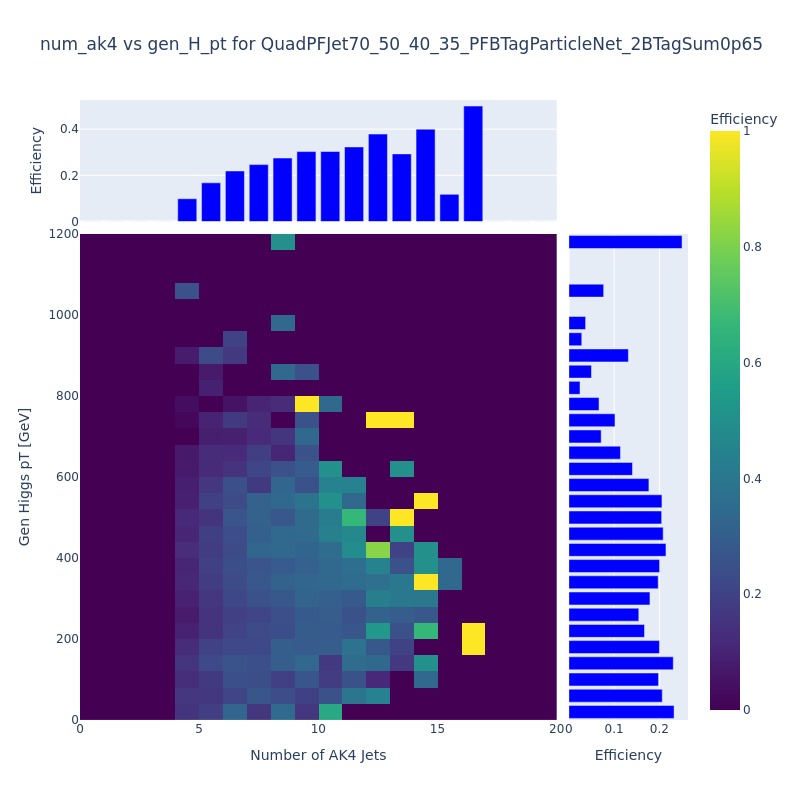 num_ak4 vs gen_H_pt for QuadPFJet70_50_40_35_PFBTagParticleNet_2BTagSum0p65
Efficiency
0.4
0.2
0
Efficiency
1
0.8
0.6
0.4
0.2
0
Gen Higgs pT [GeV]
1200
1000
800
600
400
200
0
0 5 10 15 20
Number of AK4 Jets
0 0.1 0.2
Efficiency